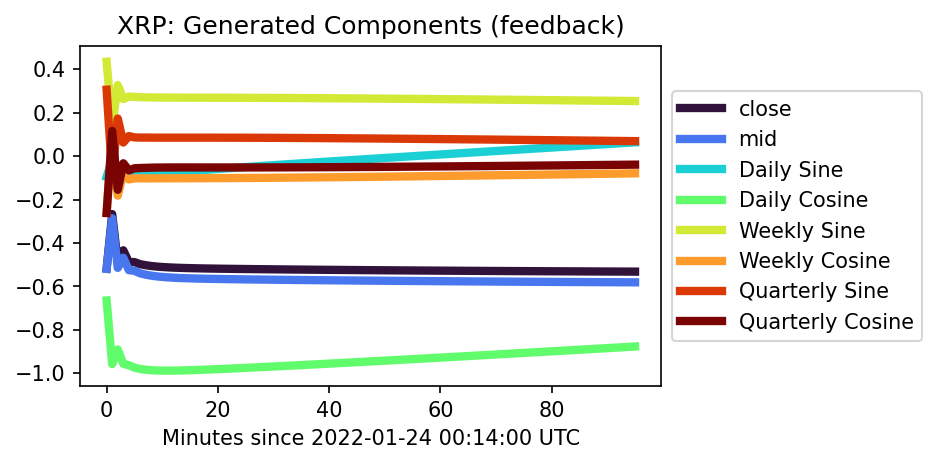 XRP: Generated Components (feedback)
0.4
0.2
0.0
−0.2
−0.4
−0.6
−0.8
−1.0
0 20 40 60 80
Minutes since 2022-01-24 00:14:00 UTC
close
mid
Daily Sine
Daily Cosine
Weekly Sine
Weekly Cosine
Quarterly Sine
Quarterly Cosine